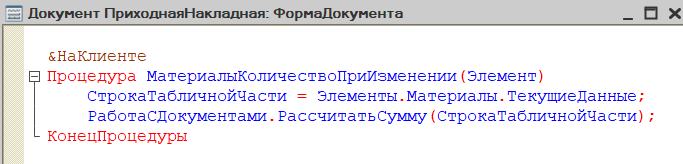 Документ ПриходнаяНакладная: ФормаДокумента
&НаКлиенте
Процедура МатериалыКоличествоПриИзменении(Элемент)
СтрокаТабличнойЧасти = Элементы.Материалы.ТекущиеДанные;
РаботаСДокументами.РассчитатьСумму(СтрокаТабличнойЧасти);
КонецПроцедуры